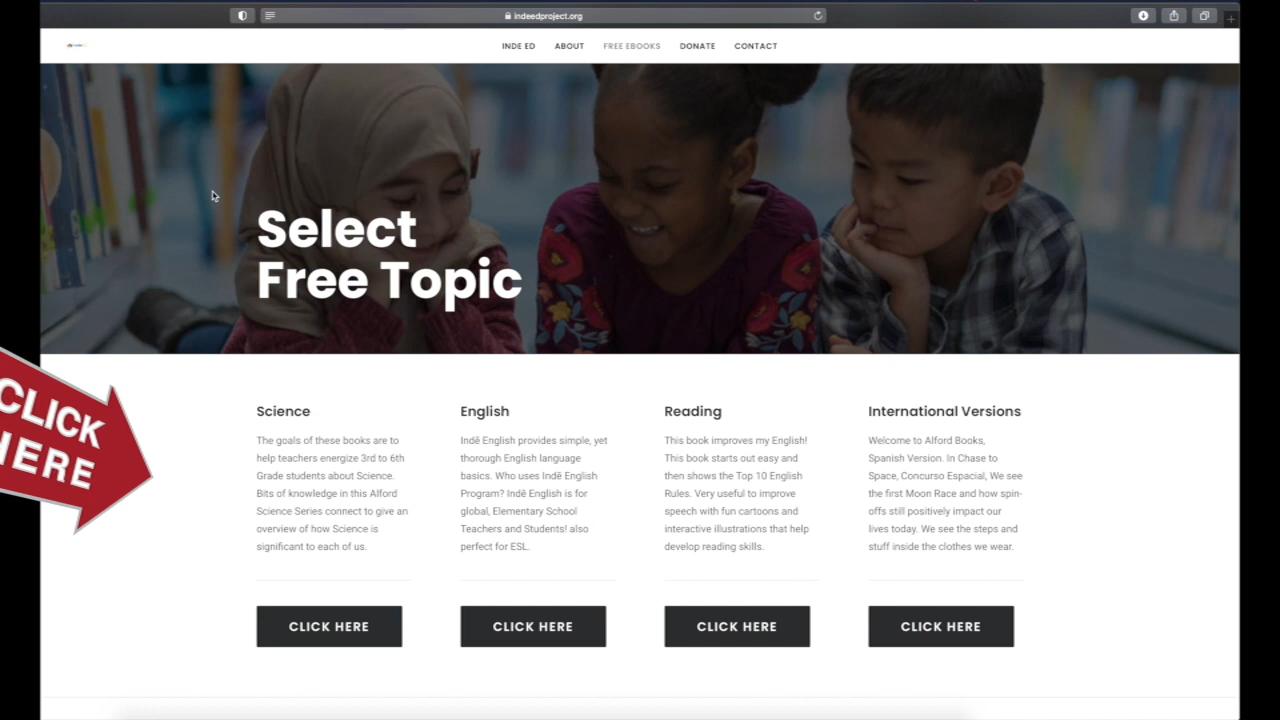 indeedproject.org
INDE ED ABOUT FREE EBOOKS DONATE CONTACT
Select
Free Topic
CLICK
HERE
Science
The goals of these books are to
help teachers energize 3rd to 6th
Grade students about Science.
Bits of knowledge in this Alford
Science Series connect to give an
overview of how Science is
significant to each of us.
CLICK HERE
English
Indē English provides simple, yet
thorough English language
basics. Who uses Indē English
Program? Indē English is for
global, Elementary School
Teachers and Students! also
perfect for ESL.
CLICK HERE
Reading
This book improves my English!
This book starts out easy and
then shows the Top 10 English
Rules. Very useful to improve
speech with fun cartoons and
interactive illustrations that help
develop reading skills.
CLICK HERE
International Versions
Welcome to Alford Books,
Spanish Version. In Chase to
Space, Concurso Espacial, We see
the first Moon Race and how spin-
offs still positively impact our
lives today. We see the steps and
stuff inside the clothes we wear.
CLICK HERE